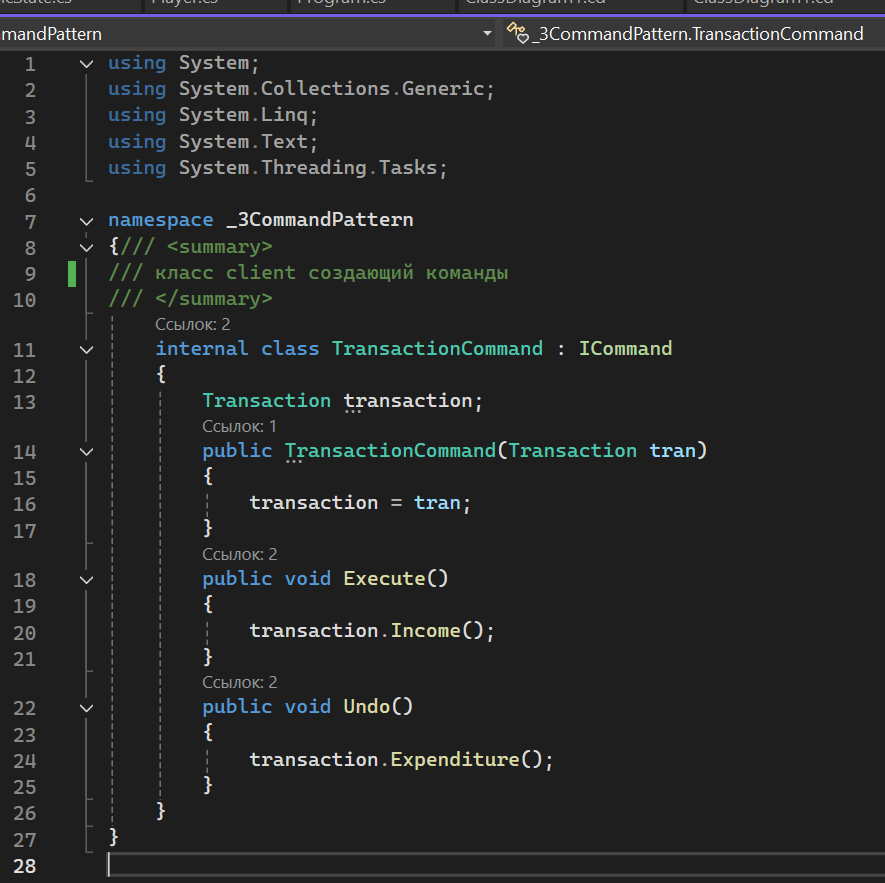 Program.cs
mandPattern
_3CommandPattern.TransactionCommand
1 using System;
2 using System.Collections.Generic;
3 using System.Linq;
4 using System.Text;
5 using System.Threading.Tasks;
6
7 namespace _3CommandPattern
8 {/// <summary>
9 /// класс client создающий команды
10 /// </summary>
Ссылок: 2
11 internal class TransactionCommand : ICommand
12 {
13 Transaction transaction;
Ссылок: 1
14 public TransactionCommand(Transaction tran)
15 {
16 transaction = tran;
17 }
Ссылок: 2
18 public void Execute()
19 {
20 transaction.Income();
21 }
Ссылок: 2
22 public void Undo()
23 {
24 transaction.Expenditure();
25 }
26 }
27 }
28